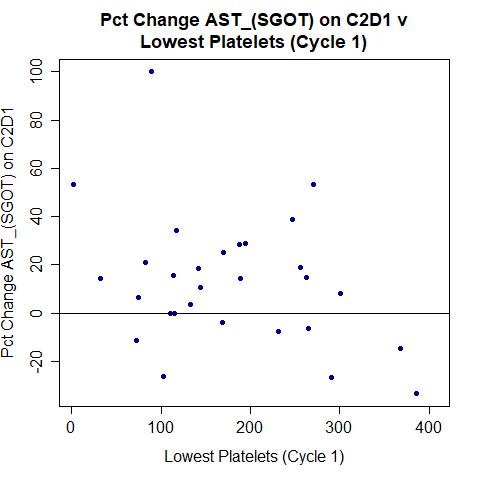 Pct Change AST_(SGOT) on C2D1 v
Lowest Platelets (Cycle 1)
Pct Change AST_(SGOT) on C2D1
100
80
60
40
20
0
-20
0 100 200 300 400
Lowest Platelets (Cycle 1)